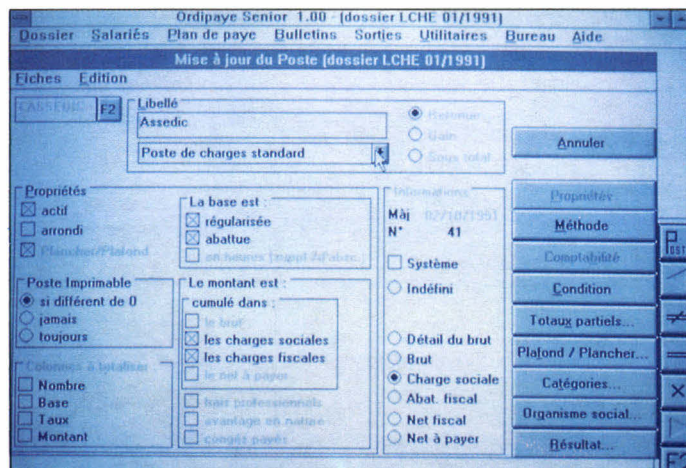 Ordipaye Senior 1.00 - (dossier LCHE 01/1991)
Dossier Salariés Plan de paye Bulletins Sorties Utilitaires Bureau Aide
Mise à jour du Poste (dossier LCHE 01/1991)
Fiches Edition
CASSEDIC F2
Libellé
Assedic
Poste de charges standard
Retenue
Gain
Sous total
Annuler
Propriétés
actif
arrondi
Plancher/Plafond
La base est :
régularisée
abattue
Informations
Màj 02/10/1991
N° 41
Système
Indéfini
Détail du brut
Brut
Charge sociale
Abat. fiscal
Net fiscal
Net à payer
Poste Imprimable
si différent de 0
jamais
toujours
Le montant est :
cumulé dans :
le brut
les charges sociales
les charges fiscales
le net à payer
frais professionnels
avantage en nature
congés payés
Colonnes à totaliser
Nombre
Base
Taux
Montant
Propriétés
Méthode
Comptabilité
Condition
Totaux partiels...
Plafond / Plancher...
Catégories...
Organisme social...
Résultat...
F2